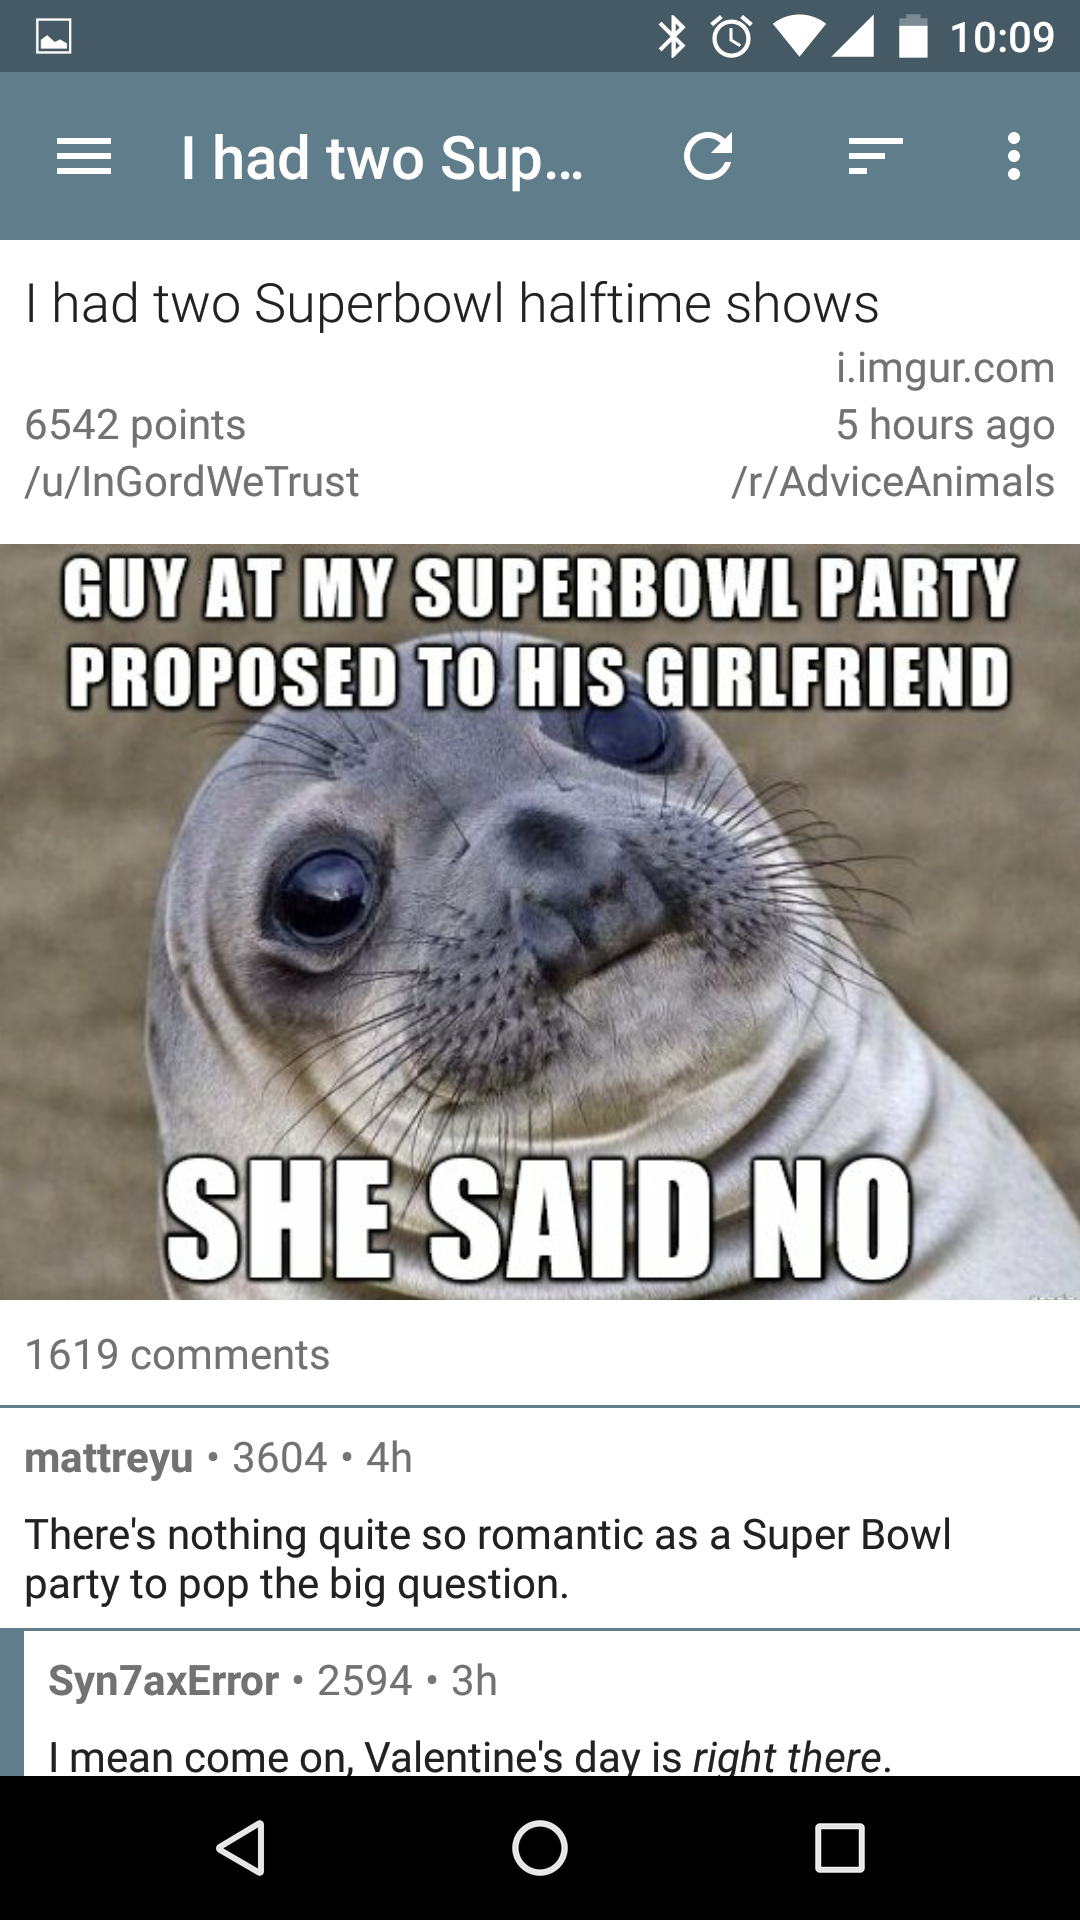 10:09
I had two Sup...
I had two Superbowl halftime shows
i.imgur.com
6542 points
5 hours ago
/u/InGordWeTrust
/r/AdviceAnimals
GUY AT MY SUPERBOWL PARTY
PROPOSED TO HIS GIRLFRIEND
SHE SAID NO
1619 comments
mattreyu • 3604 • 4h
There's nothing quite so romantic as a Super Bowl
party to pop the big question.
Syn7axError • 2594 • 3h
I mean come on, Valentine's day is right there.